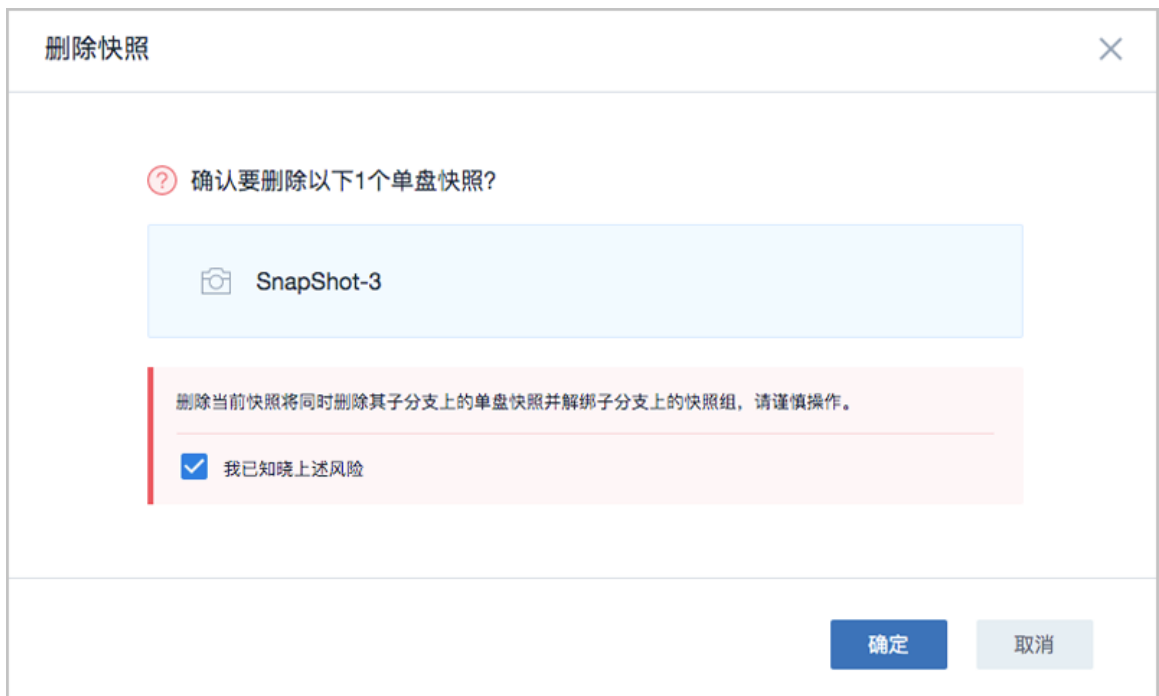 删除快照
确认要删除以下1个单盘快照?
SnapShot-3
删除当前快照将同时删除其子分支上的单盘快照并解绑子分支上的快照组，请谨慎操作。
我已知晓上述风险
确定
取消